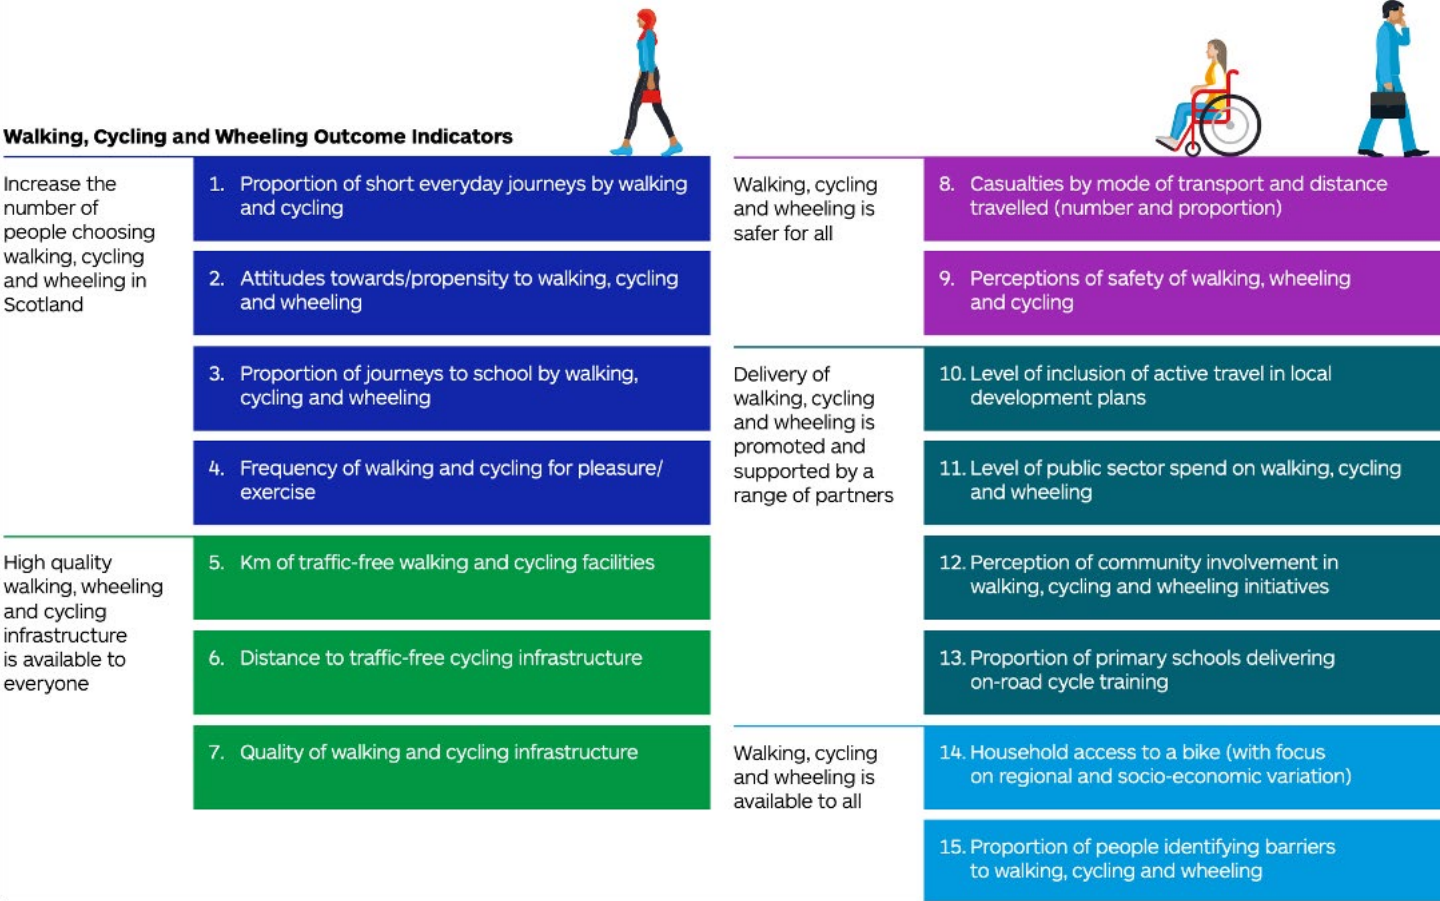 Walking, Cycling and Wheeling Outcome Indicators
Increase the
number of
people choosing
walking, cycling
and wheeling in
Scotland
1. Proportion of short everyday journeys by walking
and cycling
2. Attitudes towards/propensity to walking, cycling
and wheeling
3. Proportion of journeys to school by walking,
cycling and wheeling
4. Frequency of walking and cycling for pleasure/
exercise
High quality
walking, wheeling
and cycling
infrastructure
is available to
everyone
5. Km of traffic-free walking and cycling facilities
6. Distance to traffic-free cycling infrastructure
7. Quality of walking and cycling infrastructure
Walking, cycling
and wheeling is
safer for all
8. Casualties by mode of transport and distance
travelled (number and proportion)
9. Perceptions of safety of walking, wheeling
and cycling
Delivery of
walking, cycling
and wheeling is
promoted and
supported by a
range of partners
10. Level of inclusion of active travel in local
development plans
11. Level of public sector spend on walking, cycling
and wheeling
12. Perception of community involvement in
walking, cycling and wheeling initiatives
13. Proportion of primary schools delivering
on-road cycle training
Walking, cycling
and wheeling is
available to all
14. Household access to a bike (with focus
on regional and socio-economic variation)
15. Proportion of people identifying barriers
to walking, cycling and wheeling